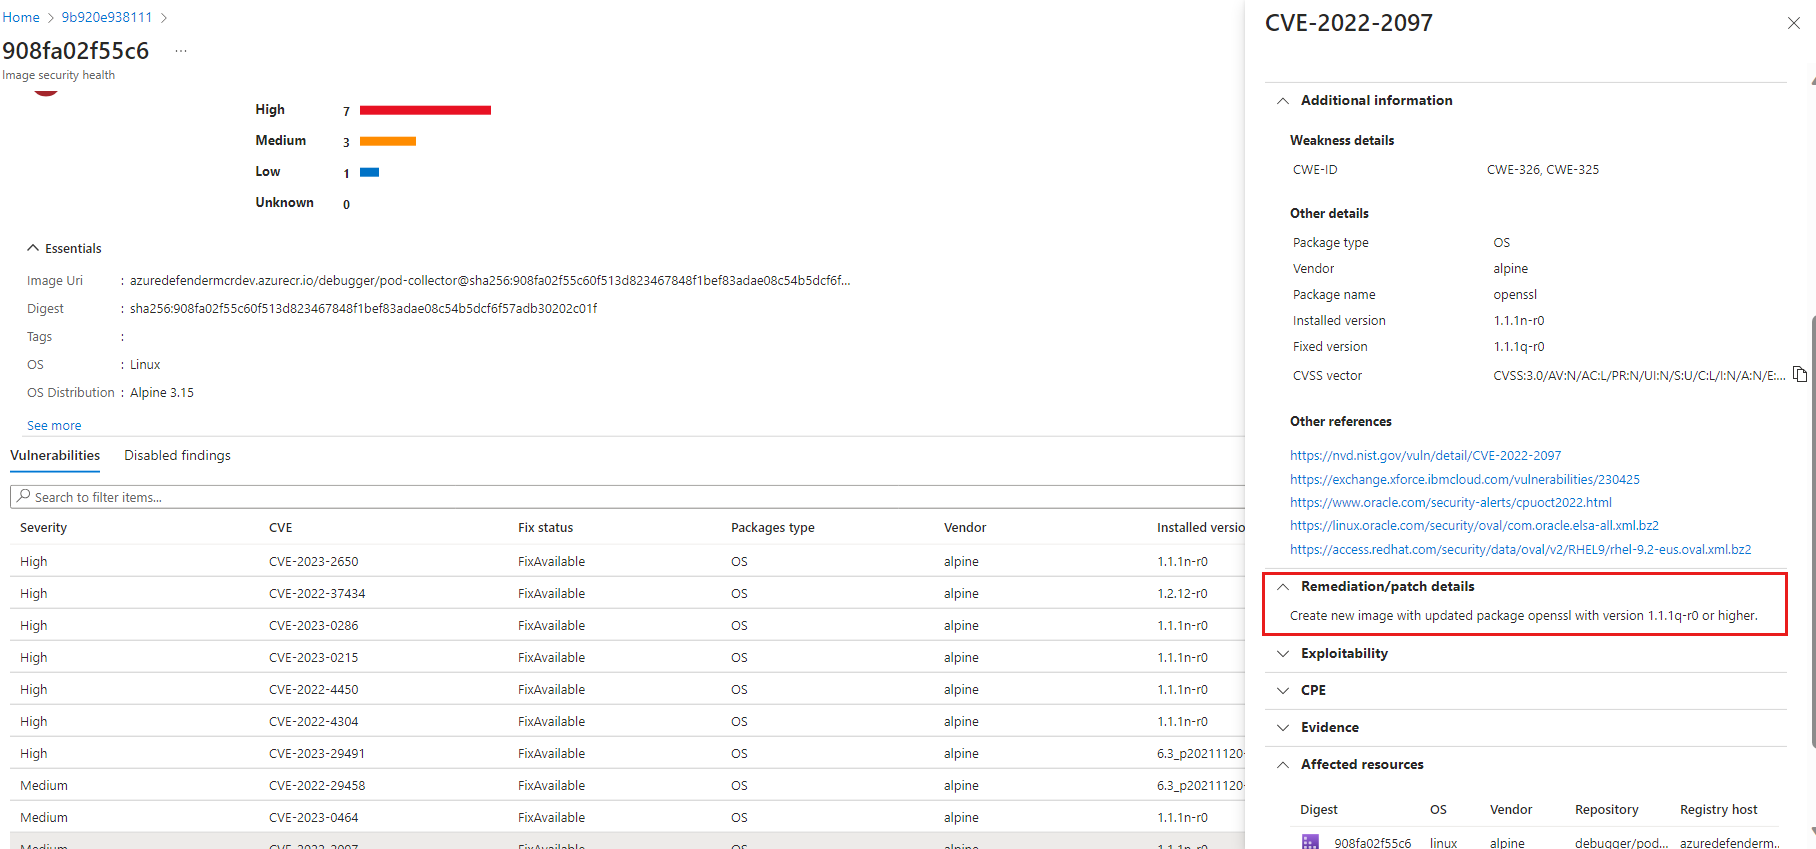 Home > 9b920e938111 >
908fa02f55c6 ...
Image security health
High 7
Medium 3
Low 1
Unknown 0
Essentials
Image Uri : azuredefendermcrdev.azurecr.io/debugger/pod-collector@sha256:908fa02f55c60f513d823467848f1bef83adae08c54b5dcf6f...
Digest : sha256:908fa02f55c60f513d823467848f1bef83adae08c54b5dcf6f57adb30202c01f
Tags :
OS : Linux
OS Distribution : Alpine 3.15
See more
Vulnerabilities Disabled findings
Search to filter items...
Severity CVE Fix status Packages type Vendor Installed versio
High CVE-2023-2650 FixAvailable OS alpine 1.1.1n-r0
High CVE-2022-37434 FixAvailable OS alpine 1.2.12-r0
High CVE-2023-0286 FixAvailable OS alpine 1.1.1n-r0
High CVE-2023-0215 FixAvailable OS alpine 1.1.1n-r0
High CVE-2022-4450 FixAvailable OS alpine 1.1.1n-r0
High CVE-2022-4304 FixAvailable OS alpine 1.1.1n-r0
High CVE-2023-29491 FixAvailable OS alpine 6.3_p20211120-
Medium CVE-2022-29458 FixAvailable OS alpine 6.3_p20211120-
Medium CVE-2023-0464 FixAvailable OS alpine 1.1.1n-r0
Medium CVE-2022-2097 FixAvailable OS alpine 1.1.1n-r0
CVE-2022-2097
Additional information
Weakness details
CWE-ID CWE-326, CWE-325
Other details
Package type OS
Vendor alpine
Package name openssl
Installed version 1.1.1n-r0
Fixed version 1.1.1q-r0
CVSS vector CVSS:3.0/AV:N/AC:L/PR:N/UI:N/S:U/C:L/I:N/A:N/E:...
Other references
https://nvd.nist.gov/vuln/detail/CVE-2022-2097
https://exchange.xforce.ibmcloud.com/vulnerabilities/230425
https://www.oracle.com/security-alerts/cpuoct2022.html
https://linux.oracle.com/security/oval/com.oracle.elsa-all.xml.bz2
https://access.redhat.com/security/data/oval/v2/RHEL9/rhel-9.2-eus.oval.xml.bz2
Remediation/patch details
Create new image with updated package openssl with version 1.1.1q-r0 or higher.
Exploitability
CPE
Evidence
Affected resources
Digest OS Vendor Repository Registry host
908fa02f55c6 linux alpine debugger/pod... azuredefenderm...